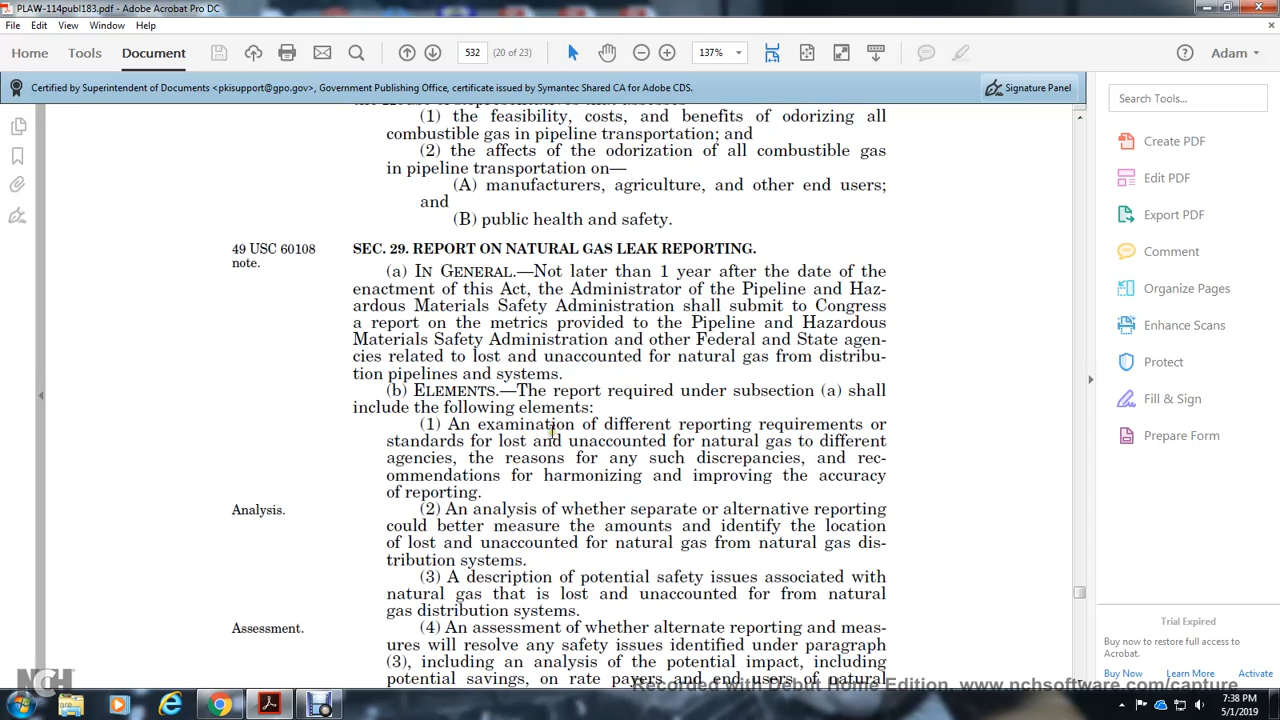 PLAW-114publ183.pdf - Adobe Acrobat Pro DC
File Edit View Window Help
Home Tools Document 532 (20 of 23) 137% Adam
Certified by Superintendent of Documents <pkisupport@gpo.gov>, Government Publishing Office, certificate issued by Symantec Shared CA for Adobe CDS.
Signature Panel
(1) the feasibility, costs, and benefits of odorizing all
combustible gas in pipeline transportation; and
(2) the affects of the odorization of all combustible gas
in pipeline transportation on—
(A) manufacturers, agriculture, and other end users;
and
(B) public health and safety.
49 USC 60108
note.
SEC. 29. REPORT ON NATURAL GAS LEAK REPORTING.
(a) IN GENERAL.—Not later than 1 year after the date of the
enactment of this Act, the Administrator of the Pipeline and Haz-
ardous Materials Safety Administration shall submit to Congress
a report on the metrics provided to the Pipeline and Hazardous
Materials Safety Administration and other Federal and State agen-
cies related to lost and unaccounted for natural gas from distribu-
tion pipelines and systems.
(b) ELEMENTS.—The report required under subsection (a) shall
include the following elements:
(1) An examination of different reporting requirements or
standards for lost and unaccounted for natural gas to different
agencies, the reasons for any such discrepancies, and rec-
ommendations for harmonizing and improving the accuracy
of reporting.
Analysis.
(2) An analysis of whether separate or alternative reporting
could better measure the amounts and identify the location
of lost and unaccounted for natural gas from natural gas dis-
tribution systems.
(3) A description of potential safety issues associated with
natural gas that is lost and unaccounted for from natural
gas distribution systems.
Assessment.
(4) An assessment of whether alternate reporting and meas-
ures will resolve any safety issues identified under paragraph
(3), including an analysis of the potential impact, including
potential savings, on rate payers and end users of natural
Search Tools...
Create PDF
Edit PDF
Export PDF
Comment
Organize Pages
Enhance Scans
Protect
Fill & Sign
Prepare Form
Trial Expired
Buy now to restore full access to
Acrobat.
Buy Now Learn More Activate
NCH
Recorded with Debut Home Edition. www.nchsoftware.com/capture
7:38 PM
5/1/2019